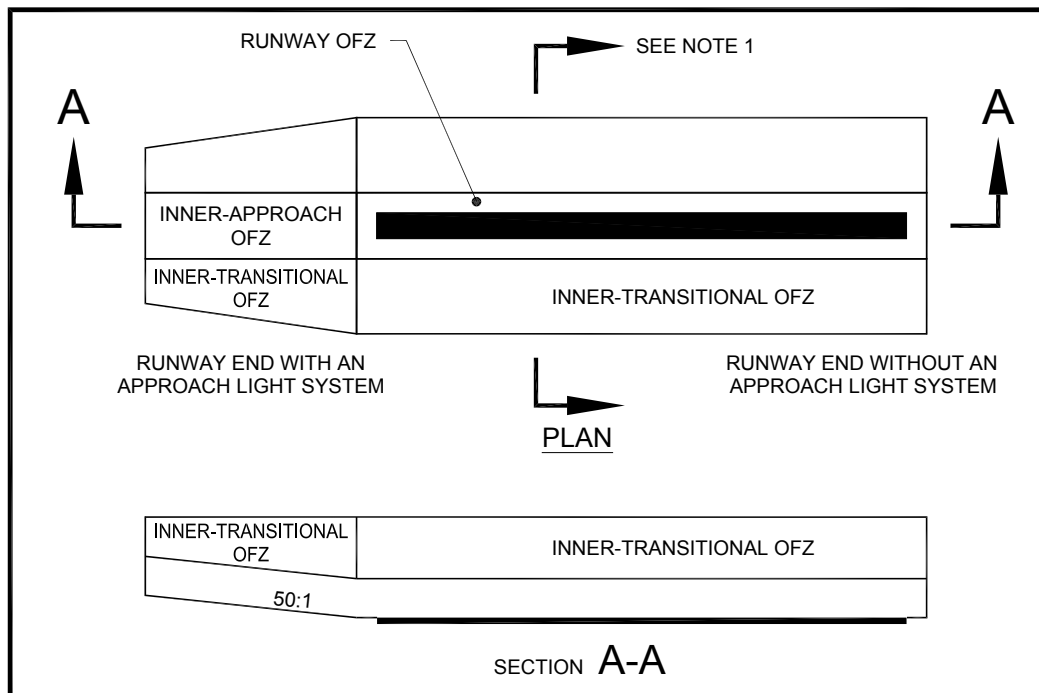 RUNWAY OFZ
SEE NOTE 1
A
A
INNER-APPROACH
OFZ
INNER-TRANSITIONAL
OFZ
INNER-TRANSITIONAL OFZ
RUNWAY END WITH AN
APPROACH LIGHT SYSTEM
RUNWAY END WITHOUT AN
APPROACH LIGHT SYSTEM
PLAN
INNER-TRANSITIONAL
OFZ
INNER-TRANSITIONAL OFZ
50:1
SECTION A-A